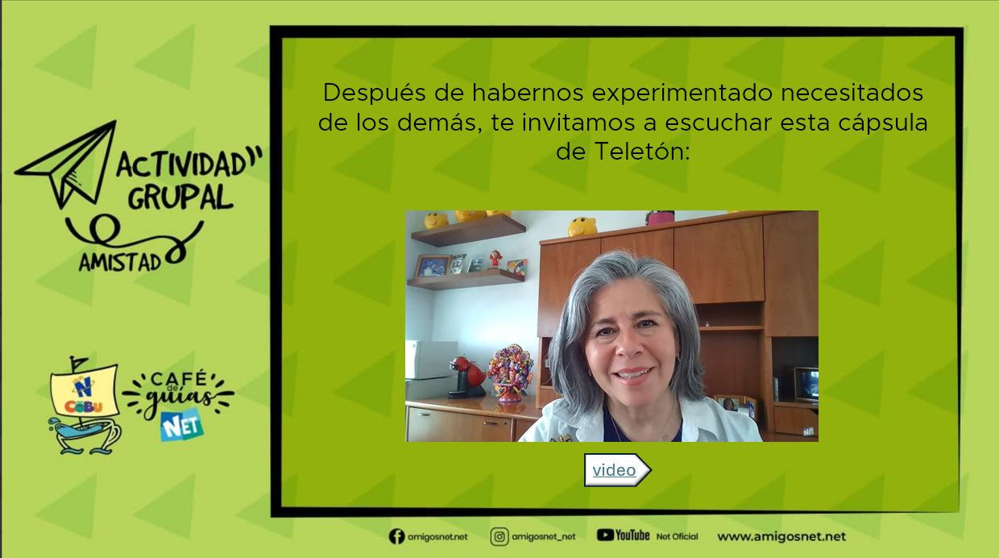 Después de habernos experimentado necesitados
de los demás, te invitamos a escuchar esta cápsula
de Teletón:
ACTIVIDAD
GRUPAL
AMISTAD
N
COBU
CAFÉ
de
guías
NET
video
amigosnet.net
amigosnet_net
YouTube Net Oficial
www.amigosnet.net